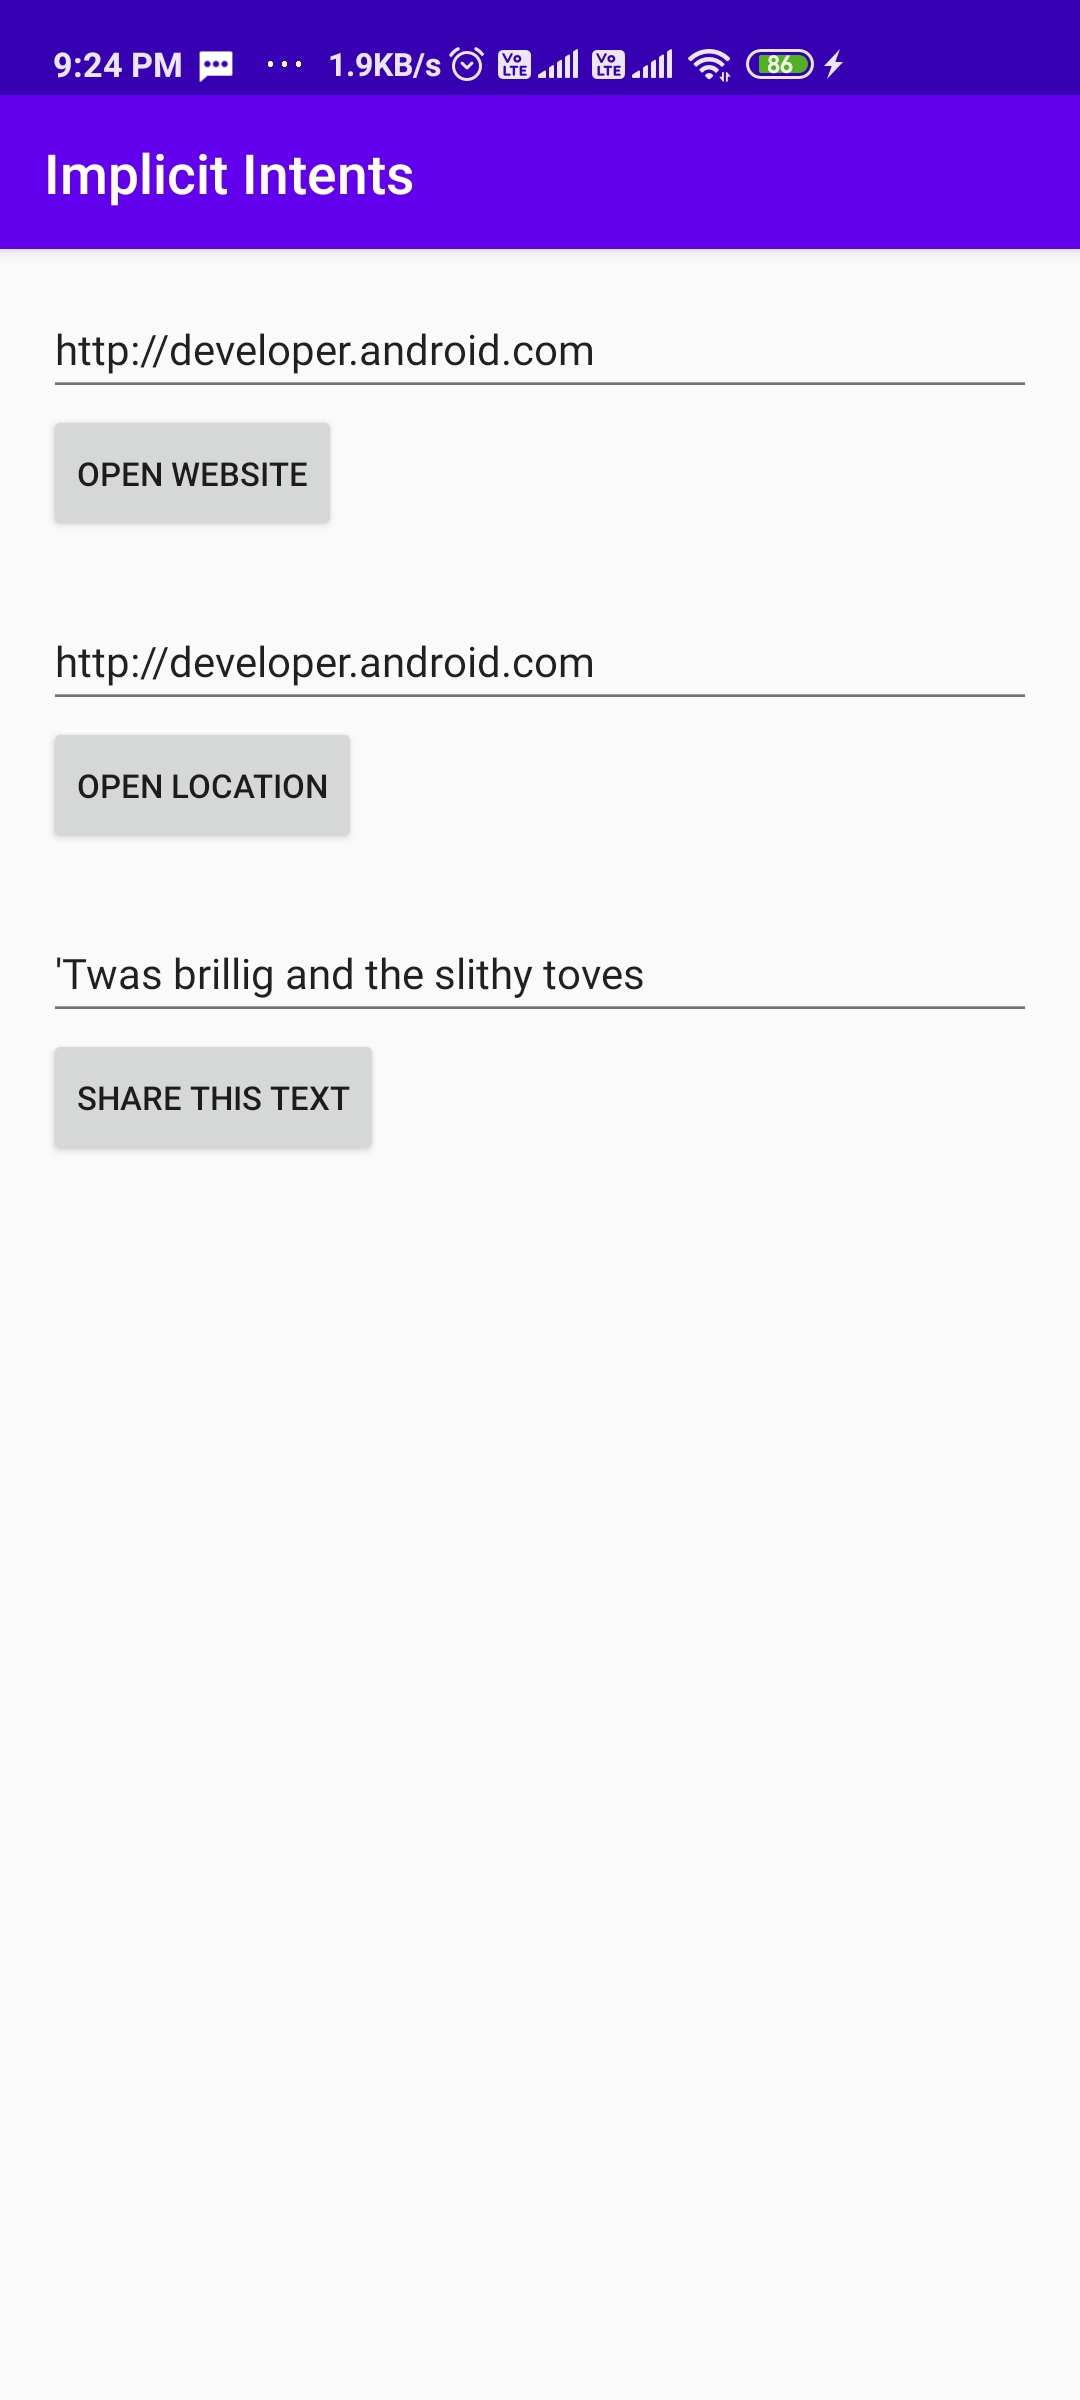 9:24 PM ... 1.9KB/s Vo LTE Vo LTE 86
Implicit Intents
http://developer.android.com
OPEN WEBSITE
http://developer.android.com
OPEN LOCATION
'Twas brillig and the slithy toves
SHARE THIS TEXT